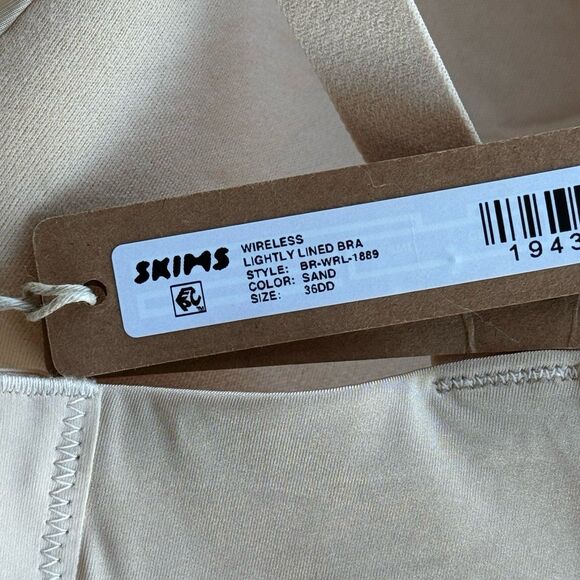 SKIMS
WIRELESS
LIGHTLY LINED BRA
STYLE: BR-WRL-1889
COLOR: SAND
SIZE: 36DD
1943